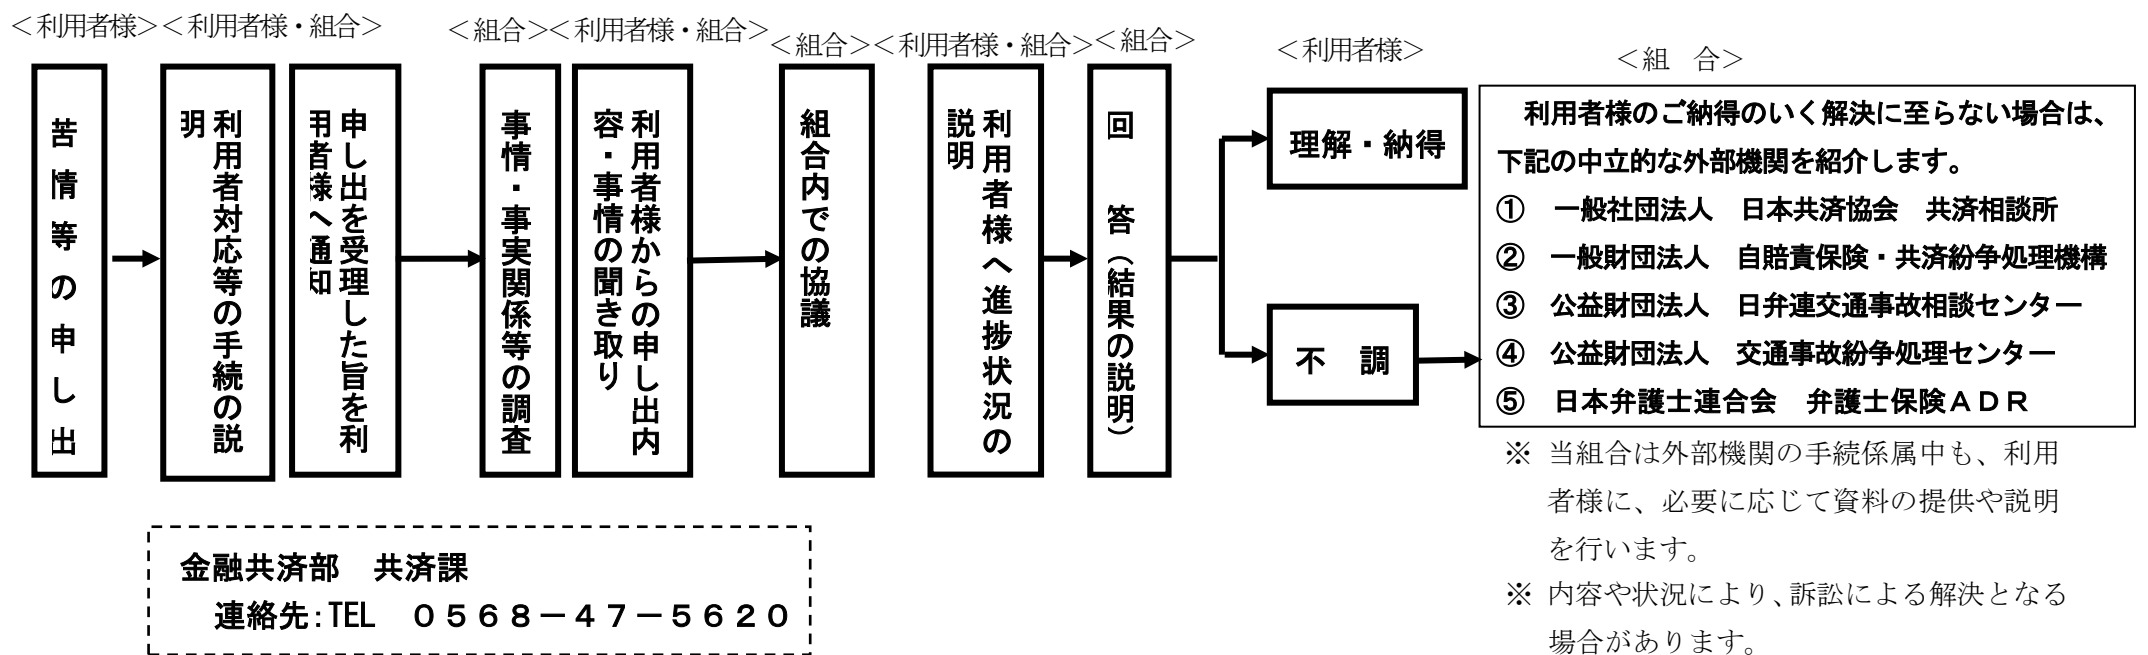 ＜利用者様＞
＜利用者様・組合＞
＜組合＞
＜利用者様・組合＞
＜組合＞
＜利用者様・組合＞
＜組合＞
＜利用者様＞
＜組　合＞
苦情等の申し出
利用者対応等の手続の説
明
申し出を受理した旨を利
用者様へ通知
事情・事実関係等の調査
利用者様からの申し出内
容・事情の聞き取り
組合内での協議
利用者様へ進捗状況の
説明
回　答（結果の説明）
理解・納得
不　調
利用者様のご納得のいく解決に至らない場合は、
下記の中立的な外部機関を紹介します。
①　一般社団法人　日本共済協会　共済相談所
②　一般財団法人　自賠責保険・共済紛争処理機構
③　公益財団法人　日弁連交通事故相談センター
④　公益財団法人　交通事故紛争処理センター
⑤　日本弁護士連合会　弁護士保険ＡＤＲ
※ 当組合は外部機関の手続係属中も、利用
者様に、必要に応じて資料の提供や説明
を行います。
※ 内容や状況により、訴訟による解決となる
場合があります。
金融共済部　共済課
連絡先：TEL　０５６８－４７－５６２０